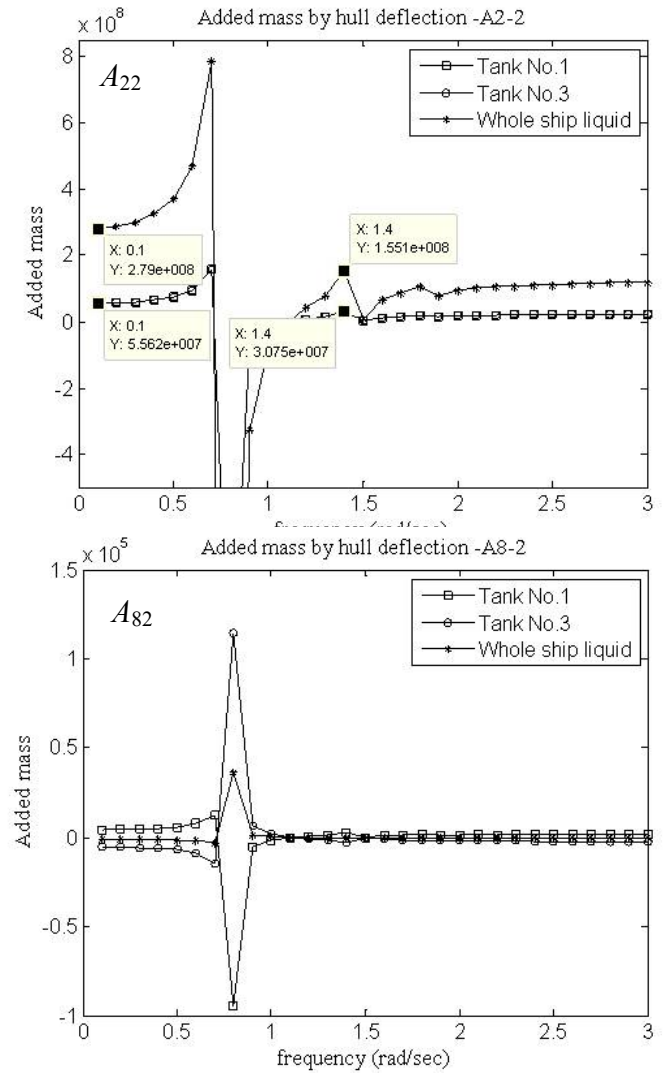 Added mass by hull deflection -A2-2
x 10^8
A22
Tank No.1
Tank No.3
Whole ship liquid
8
6
4
2
0
-2
-4
Added mass
X: 0.1
Y: 2.79e+008
X: 0.1
Y: 5.562e+007
X: 1.4
Y: 1.551e+008
X: 1.4
Y: 3.075e+007
0 0.5 1 1.5 2 2.5 3
frequency (rad/sec)
Added mass by hull deflection -A8-2
x 10^5
A82
Tank No.1
Tank No.3
Whole ship liquid
1.5
1
0.5
0
-0.5
-1
Added mass
0 0.5 1 1.5 2 2.5 3
frequency (rad/sec)